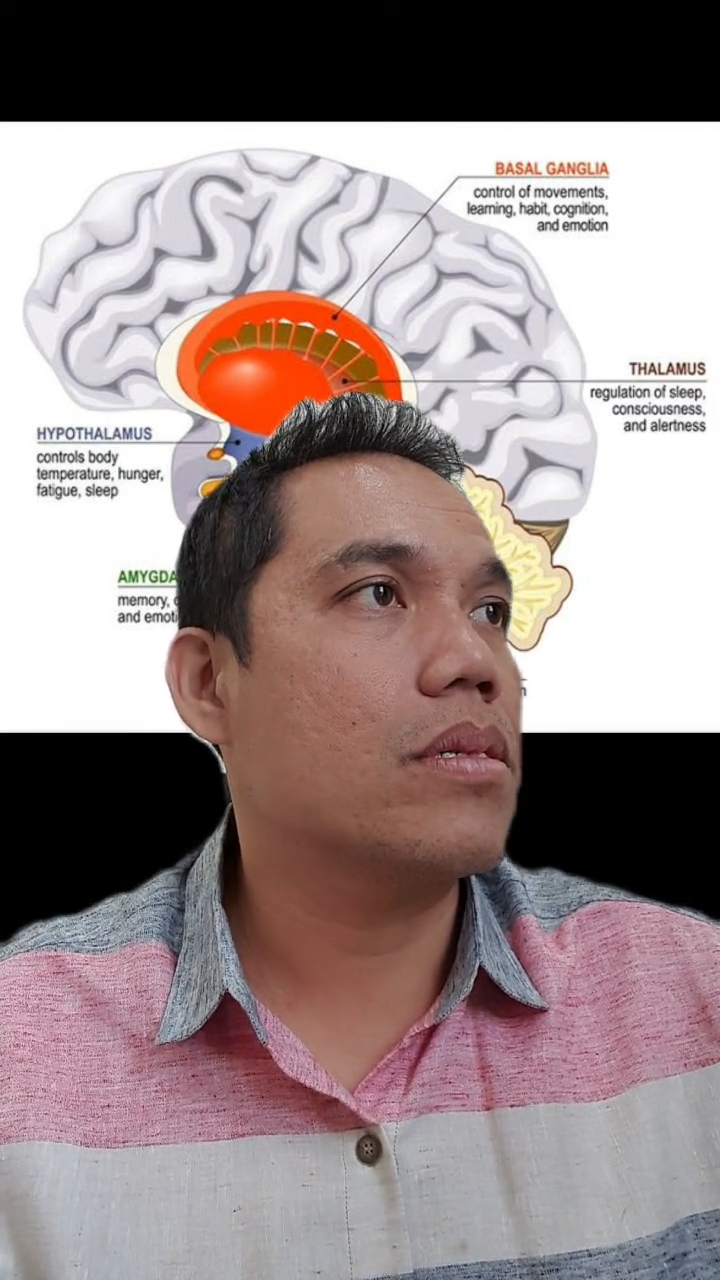 BASAL GANGLIA
control of movements,
learning, habit, cognition,
and emotion
THALAMUS
regulation of sleep,
consciousness,
and alertness
HYPOTHALAMUS
controls body
temperature, hunger,
fatigue, sleep
memory,
and